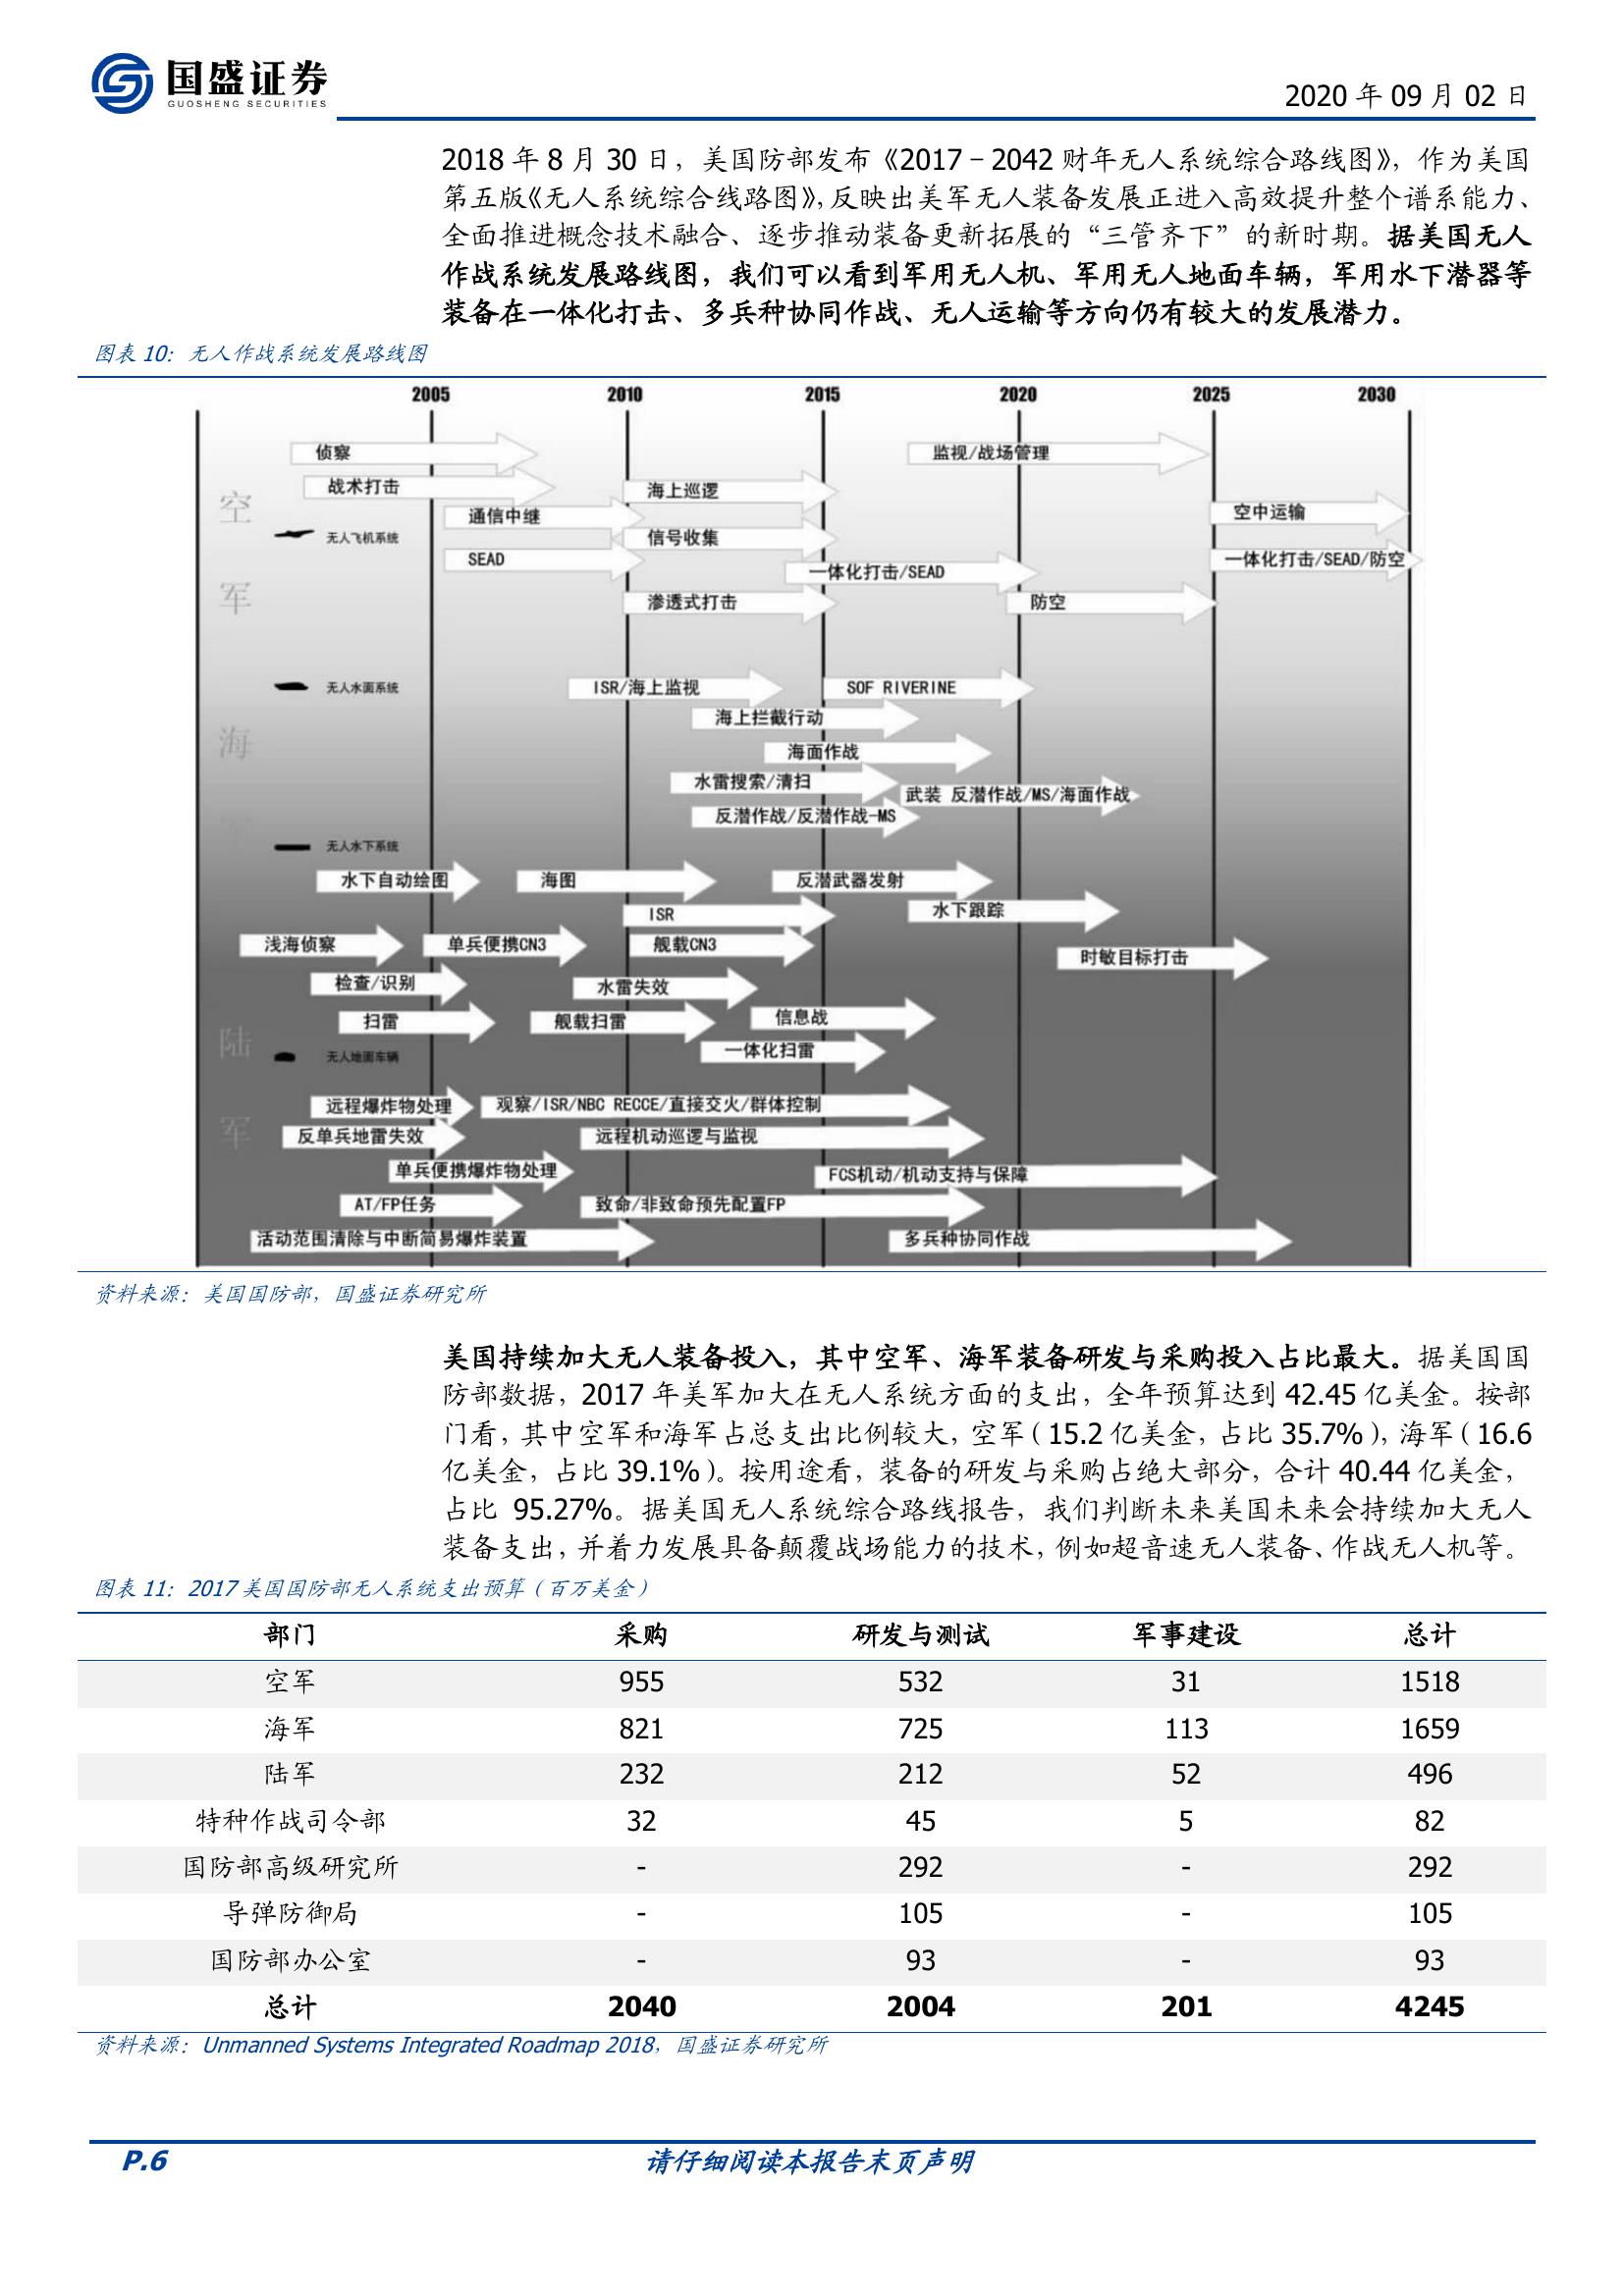 国盛证券
GUOSHENG SECURITIES
2020 年 09 月 02 日
2018 年 8 月 30 日，美国防部发布《2017－2042 财年无人系统综合路线图》，作为美国
第五版《无人系统综合线路图》，反映出美军无人装备发展正进入高效提升整个谱系能力、
全面推进概念技术融合、逐步推动装备更新拓展的“三管齐下”的新时期。据美国无人
作战系统发展路线图，我们可以看到军用无人机、军用无人地面车辆，军用水下潜器等
装备在一体化打击、多兵种协同作战、无人运输等方向仍有较大的发展潜力。
图表 10：无人作战系统发展路线图
2005 2010 2015 2020 2025 2030
侦察 监视/战场管理
战术打击 海上巡逻
空
通信中继 空中运输
无人飞机系统 信号收集
SEAD 一体化打击/SEAD 一体化打击/SEAD/防空
军
渗透式打击 防空
无人水面系统 ISR/海上监视 SOF RIVERINE
海上拦截行动
海
海面作战
水雷搜索/清扫 武装 反潜作战/MS/海面作战
反潜作战/反潜作战-MS
军
无人水下系统
水下自动绘图 海图 反潜武器发射
ISR 水下跟踪
浅海侦察 单兵便携CN3 舰载CN3 时敏目标打击
检查/识别 水雷失效
扫雷 舰载扫雷 信息战
陆
无人地面车辆 一体化扫雷
远程爆炸物处理 观察/ISR/NBC RECCE/直接交火/群体控制
军
反单兵地雷失效 远程机动巡逻与监视
单兵便携爆炸物处理 FCS机动/机动支持与保障
AT/FP任务 致命/非致命预先配置FP
活动范围清除与中断简易爆炸装置 多兵种协同作战
资料来源：美国国防部，国盛证券研究所
美国持续加大无人装备投入，其中空军、海军装备研发与采购投入占比最大。据美国国
防部数据，2017 年美军加大在无人系统方面的支出，全年预算达到 42.45 亿美金。按部
门看，其中空军和海军占总支出比例较大，空军（15.2 亿美金，占比 35.7%），海军（16.6
亿美金，占比 39.1%）。按用途看，装备的研发与采购占绝大部分，合计 40.44 亿美金，
占比 95.27%。据美国无人系统综合路线报告，我们判断未来美国未来会持续加大无人
装备支出，并着力发展具备颠覆战场能力的技术，例如超音速无人装备、作战无人机等。
图表 11：2017 美国国防部无人系统支出预算（百万美金）
部门 采购 研发与测试 军事建设 总计
空军 955 532 31 1518
海军 821 725 113 1659
陆军 232 212 52 496
特种作战司令部 32 45 5 82
国防部高级研究所 - 292 - 292
导弹防御局 - 105 - 105
国防部办公室 - 93 - 93
总计 2040 2004 201 4245
资料来源：Unmanned Systems Integrated Roadmap 2018，国盛证券研究所
P.6 请仔细阅读本报告末页声明